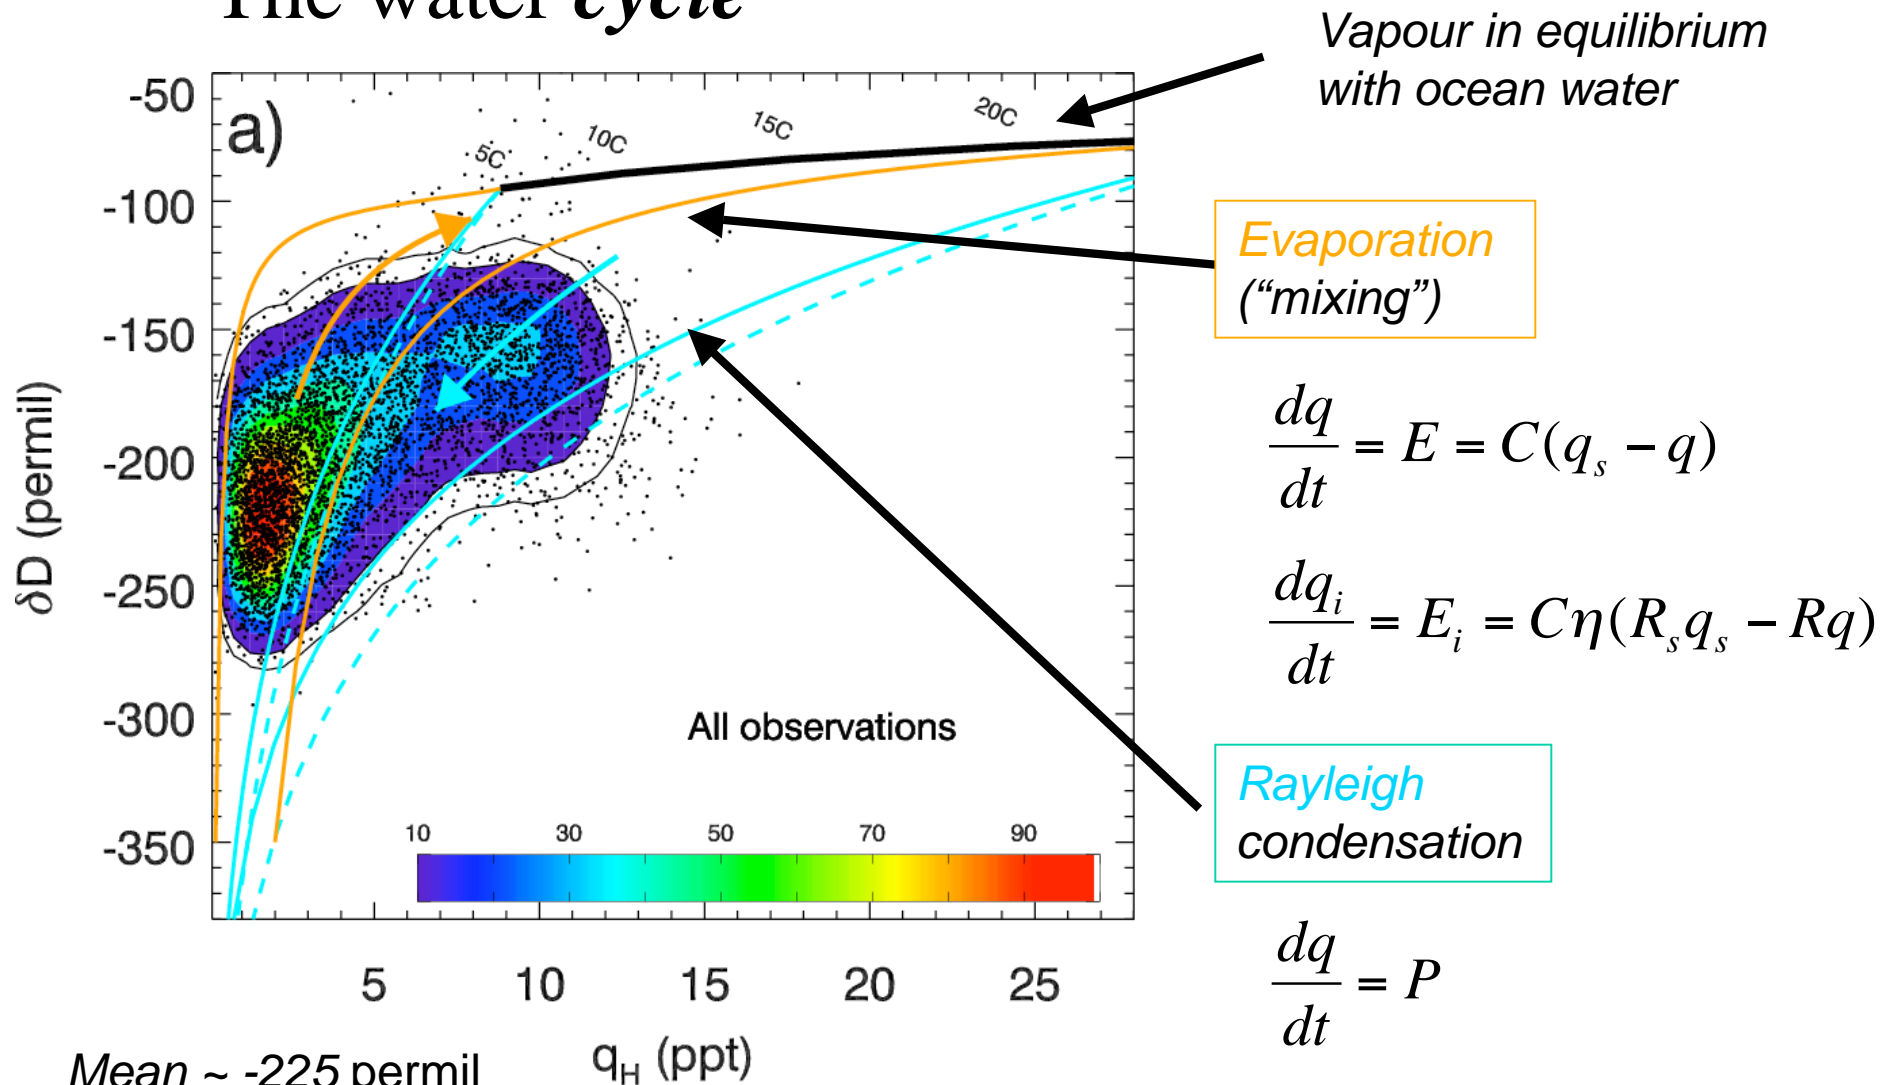 The water cycle
Vapour in equilibrium
with ocean water
a)
5C
10C
15C
20C
-50
-100
-150
-200
-250
-300
-350
δD (permil)
Evaporation
(“mixing”)
dq/dt = E = C(q_s − q)
dq_i/dt = E_i = Cη(R_s q_s − Rq)
All observations
10 30 50 70 90
Rayleigh
condensation
dq/dt = P
5 10 15 20 25
q_H (ppt)
Mean ~ -225 permil